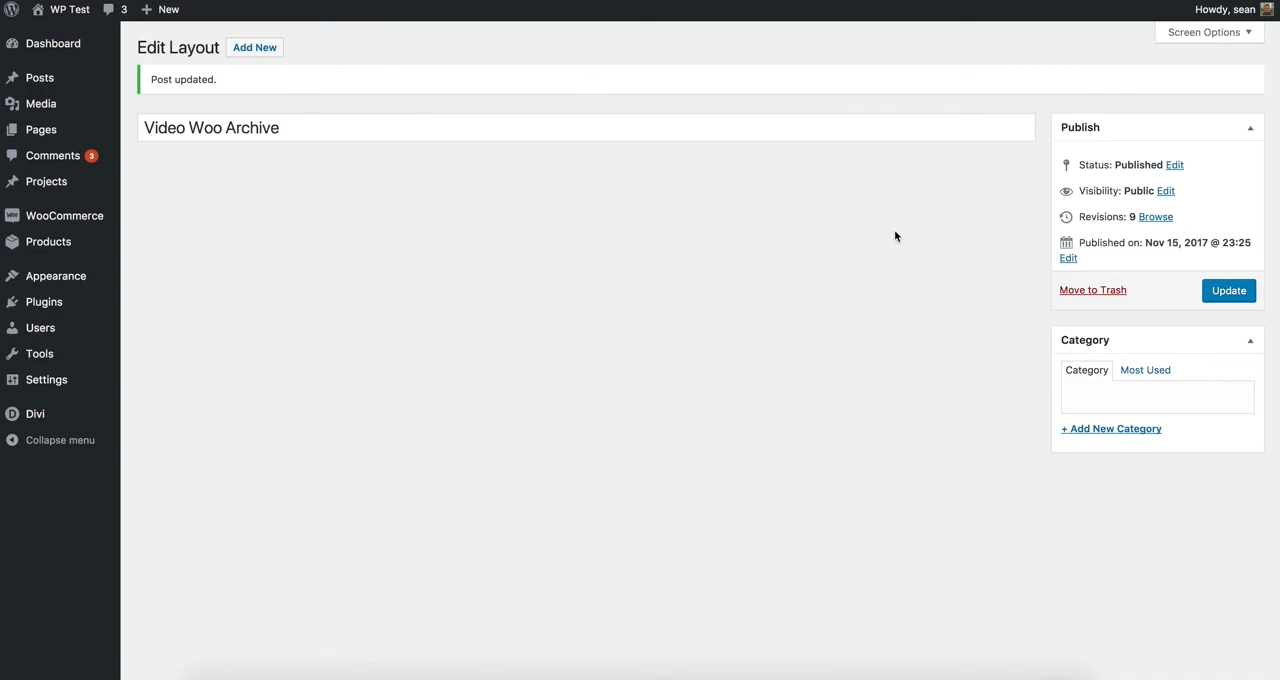 WP Test
3
New
Howdy, sean
Dashboard
Posts
Media
Pages
Comments 3
Projects
WooCommerce
Products
Appearance
Plugins
Users
Tools
Settings
Divi
Collapse menu
Screen Options
Edit Layout
Add New
Post updated.
Video Woo Archive
Publish
Status: Published Edit
Visibility: Public Edit
Revisions: 9 Browse
Published on: Nov 15, 2017 @ 23:25
Edit
Move to Trash
Update
Category
Category
Most Used
+ Add New Category